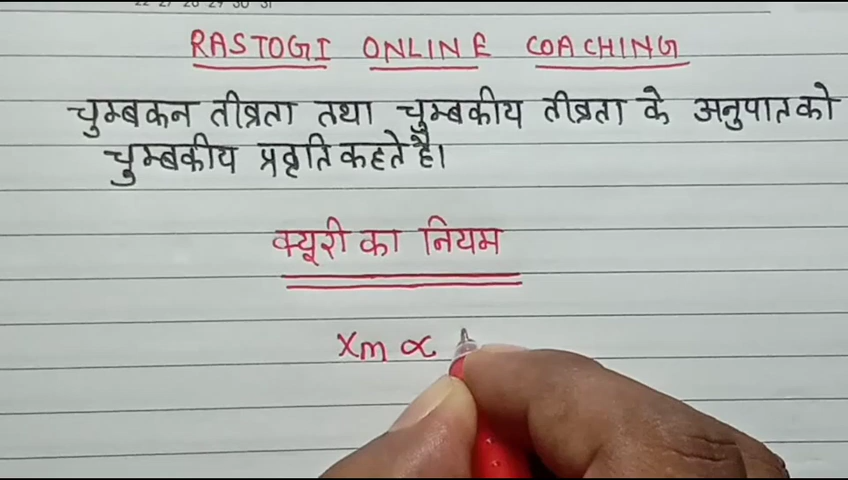 RASTOGI ONLINE COACHING
चुम्बकन तीव्रता तथा चुम्बकीय तीव्रता के अनुपात को
चुम्बकीय प्रवृति कहते है।
क्यूरी का नियम
Xm ∝